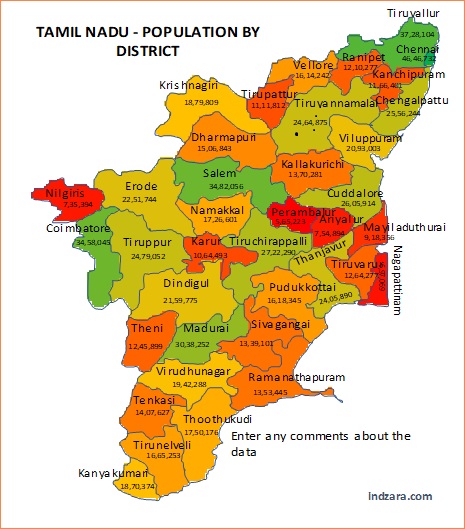 TAMIL NADU - POPULATION BY
DISTRICT
Tiruvallur
37,28,104
Chennai
46,46,732
Ranipet
12,10,277
Vellore
16,14,242
Kanchipuram
11,66,401
Tirupattur
11,11,812
Krishnagiri
18,79,809
Chengalpattu
25,56,244
Tiruvannamalai
24,64,875
Dharmapuri
15,06,843
Viluppuram
20,93,003
Kallakurichi
13,70,281
Salem
34,82,056
Erode
22,51,744
Nilgiris
7,35,394
Cuddalore
26,05,914
Namakkal
17,26,601
Perambalur
5,65,223
Ariyalur
7,54,894
Mayiladuthurai
9,18,356
Coimbatore
34,58,045
Tiruppur
24,79,052
Karur
10,64,493
Tiruchirappalli
27,22,290
Thanjavur
24,05,890
Tiruvarur
12,64,277
Nagapattinam
Dindigul
21,59,775
Pudukkottai
16,18,345
Theni
12,45,899
Madurai
30,38,252
Sivagangai
13,39,101
Virudhunagar
19,42,288
Ramanathapuram
13,53,445
Tenkasi
14,07,627
Thoothukudi
17,50,176
Tirunelveli
16,65,253
Kanyakumari
18,70,374
Enter any comments about the
data
Indzara.com